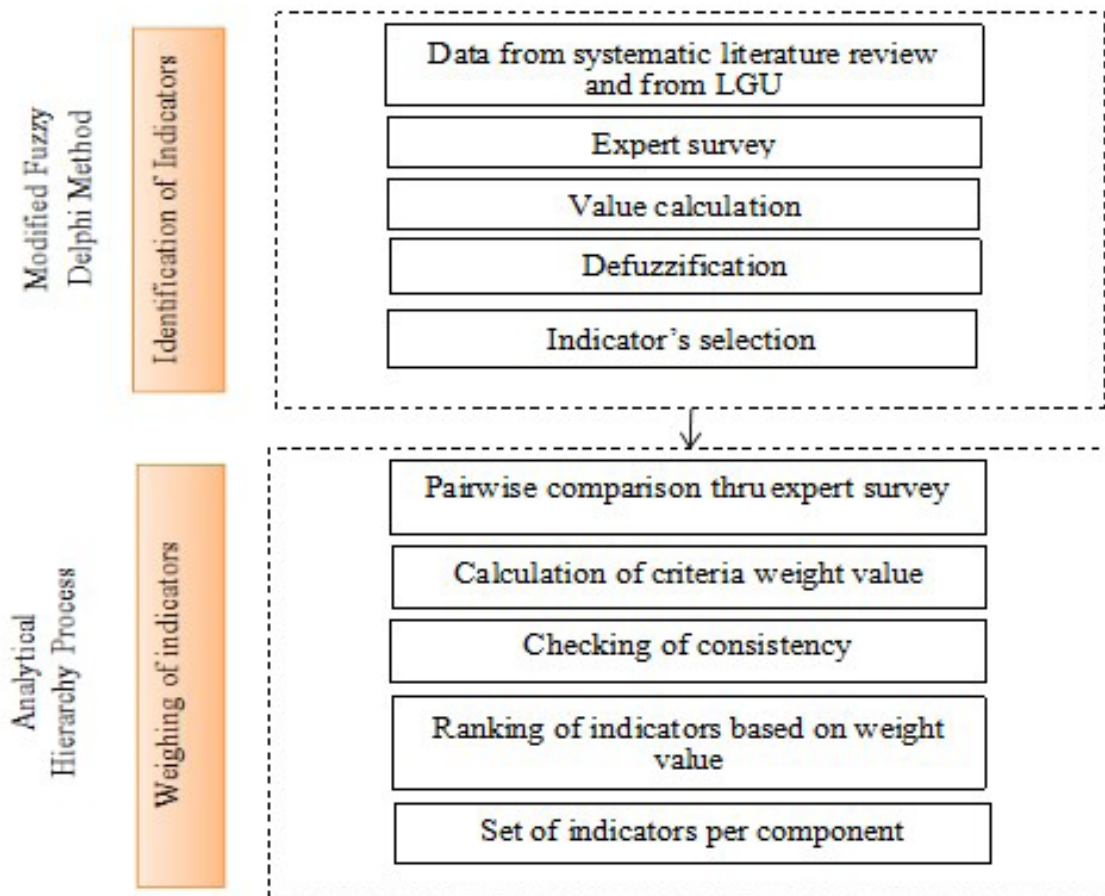 Modified Fuzzy
Delphi Method
Identification of Indicators
Data from systematic literature review
and from LGU
Expert survey
Value calculation
Defuzzification
Indicator’s selection
Analytical
Hierarchy Process
Weighing of indicators
Pairwise comparison thru expert survey
Calculation of criteria weight value
Checking of consistency
Ranking of indicators based on weight
value
Set of indicators per component